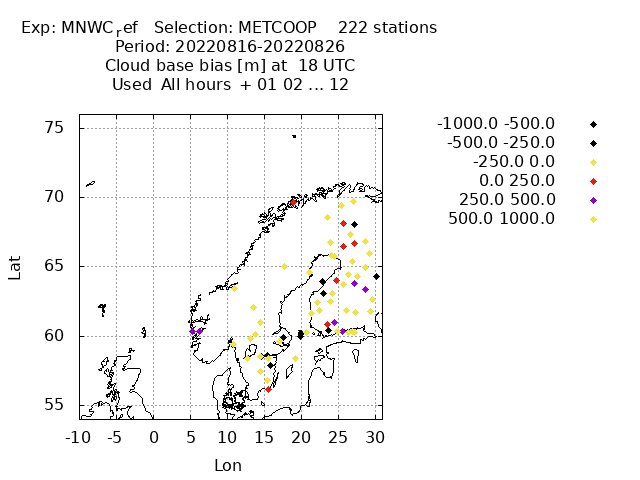 Exp: MNWCref   Selection: METCOOP    222 stations
Period: 20220816-20220826
Cloud base bias [m] at  18 UTC
Used  All hours  + 01 02 ... 12
-1000.0 -500.0
-500.0 -250.0
-250.0 0.0
0.0 250.0
250.0 500.0
500.0 1000.0
75
70
65
60
55
Lat
-10 -5 0 5 10 15 20 25 30
Lon